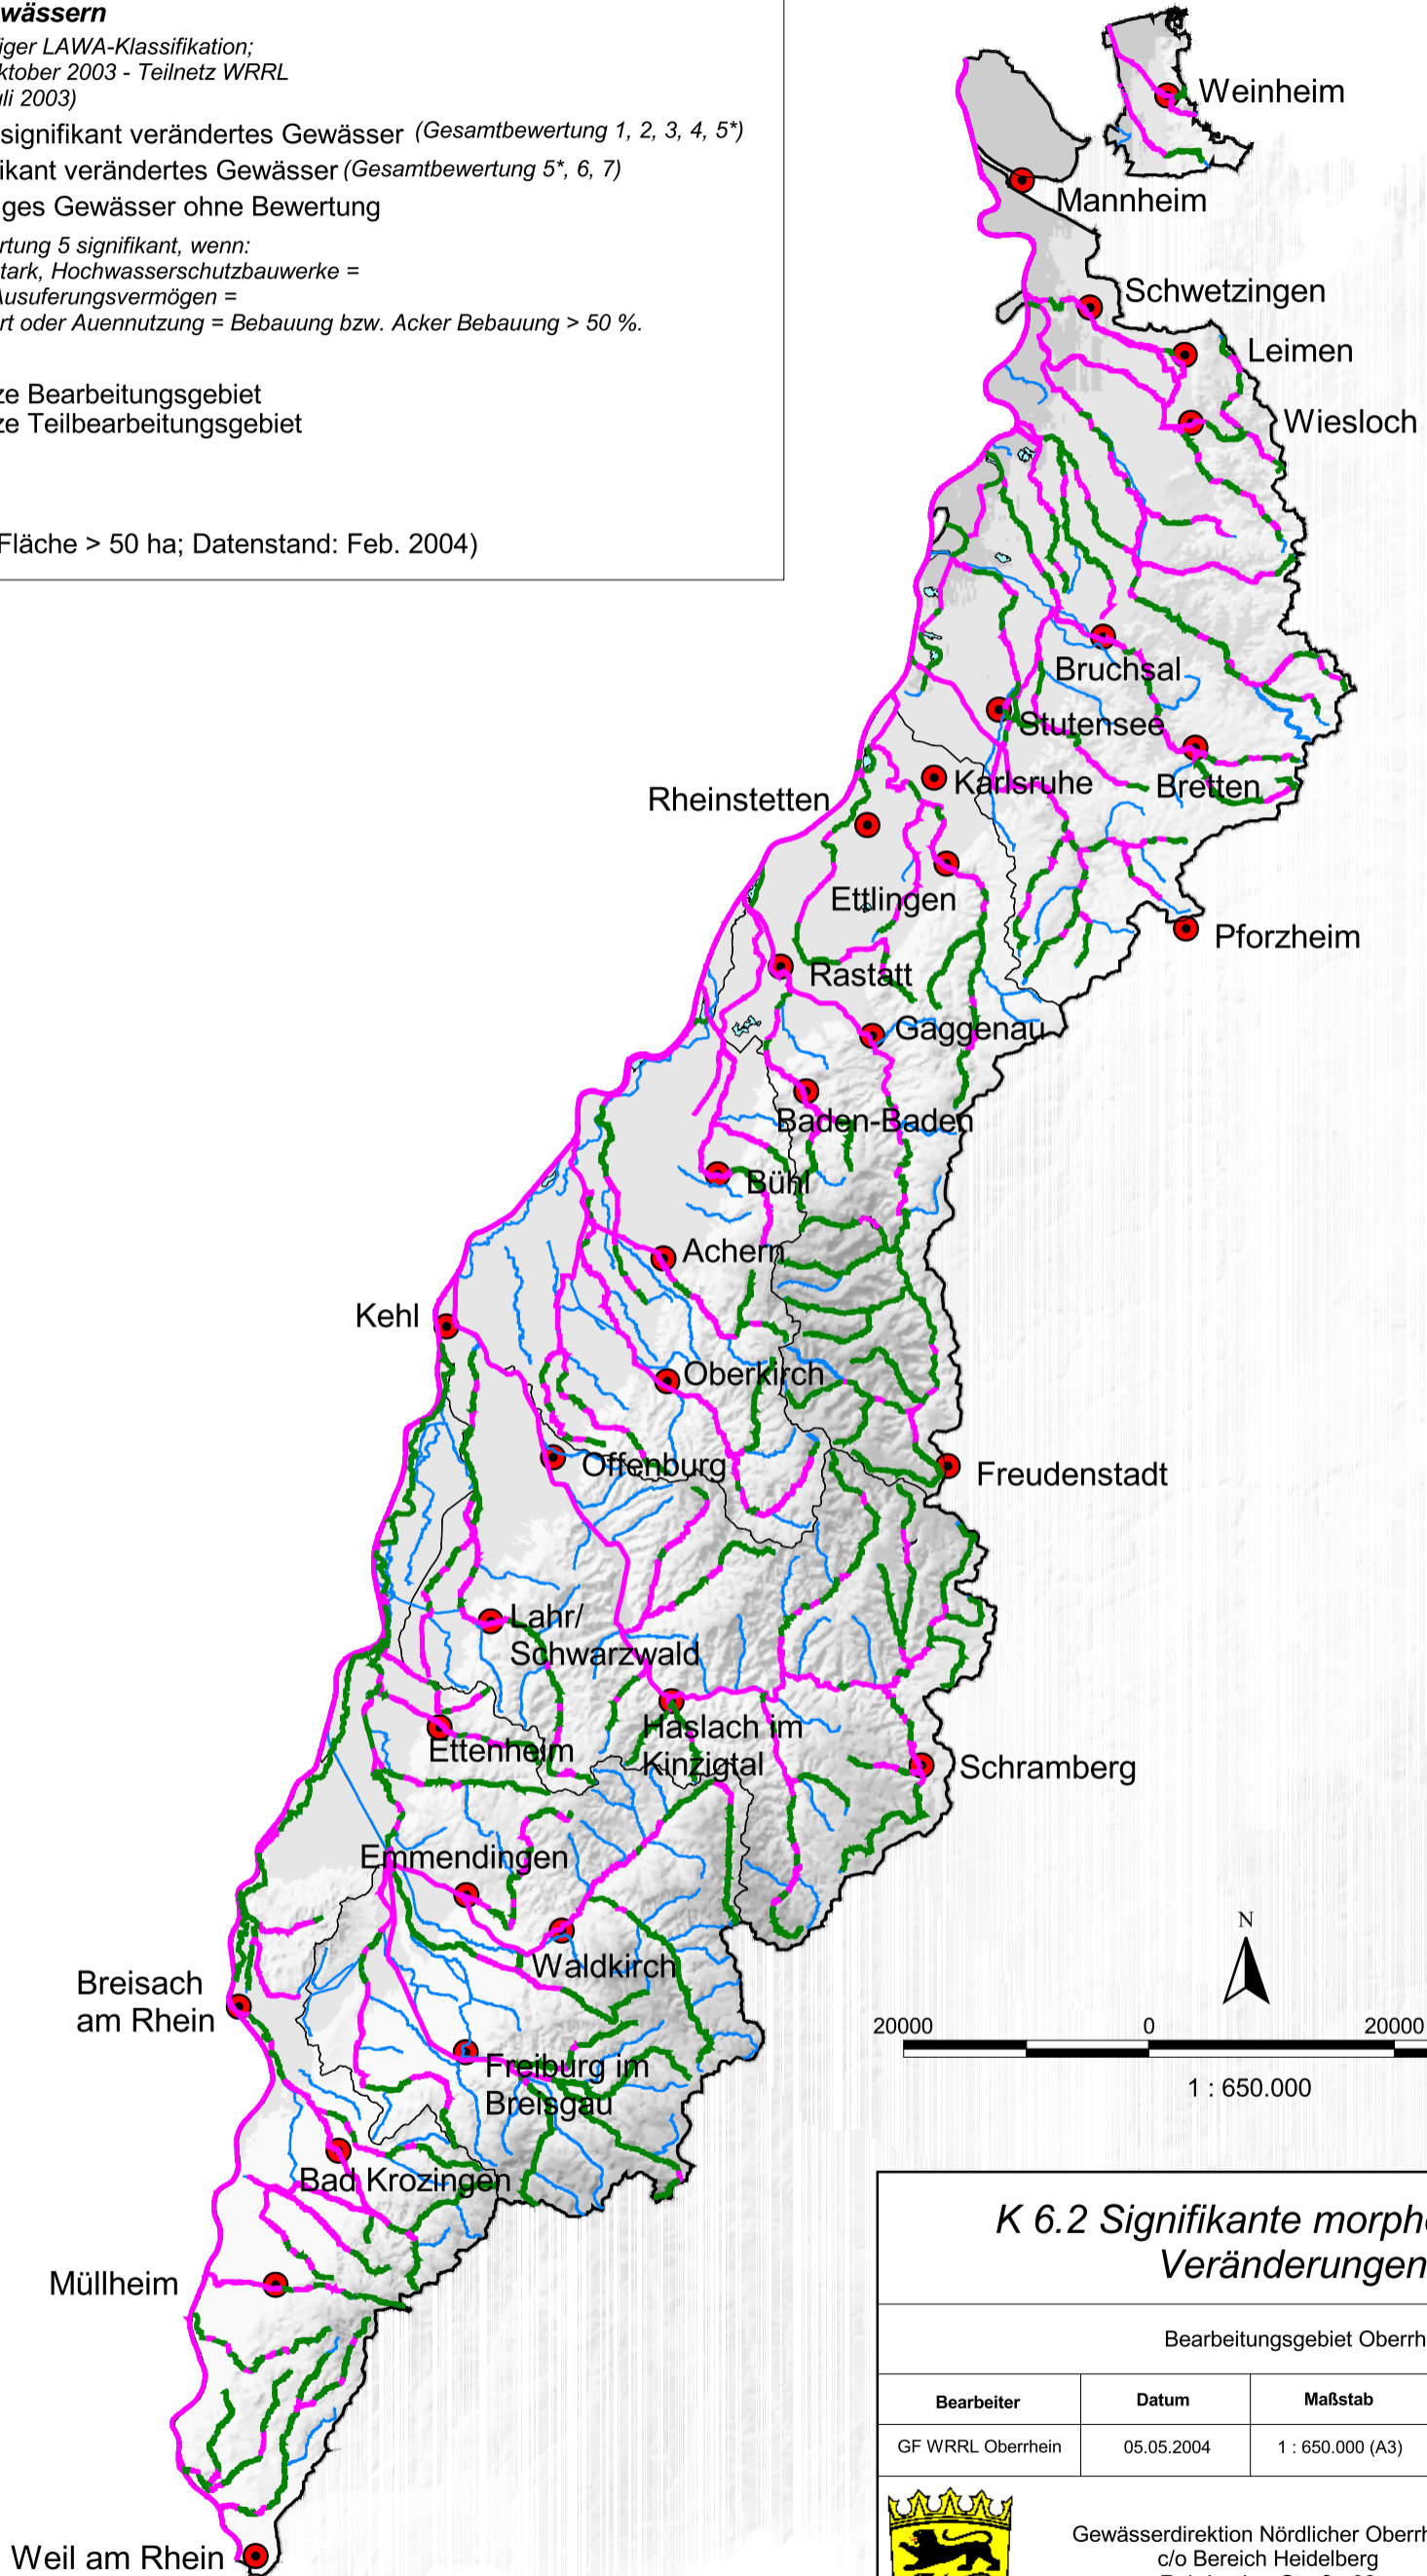 wässern
iger LAWA-Klassifikation;
ktober 2003 - Teilnetz WRRL
uli 2003)
signifikant verändertes Gewässer (Gesamtbewertung 1, 2, 3, 4, 5*)
ikant verändertes Gewässer (Gesamtbewertung 5*, 6, 7)
iges Gewässer ohne Bewertung
rtung 5 signifikant, wenn:
tark, Hochwasserschutzbauwerke =
Ausuferungsvermögen =
rt oder Auennutzung = Bebauung bzw. Acker Bebauung > 50 %.
ze Bearbeitungsgebiet
ze Teilbearbeitungsgebiet
Fläche > 50 ha; Datenstand: Feb. 2004)
Weinheim
Mannheim
Schwetzingen
Leimen
Wiesloch
Bruchsal
Stutensee
Karlsruhe
Bretten
Rheinstetten
Ettlingen
Pforzheim
Rastatt
Gaggenau
Baden-Baden
Bühl
Achern
Kehl
Oberkirch
Offenburg
Freudenstadt
Lahr/
Schwarzwald
Haslach im
Kinzigtal
Ettenheim
Schramberg
Emmendingen
Waldkirch
Breisach
am Rhein
Freiburg im
Breisgau
Bad Krozingen
Müllheim
Weil am Rhein
N
20000 0 20000
1 : 650.000
K 6.2 Signifikante morph
Veränderungen
Bearbeitungsgebiet Oberrh
Bearbeiter Datum Maßstab
GF WRRL Oberrhein 05.05.2004 1 : 650.000 (A3)
Gewässerdirektion Nördlicher Oberrh
c/o Bereich Heidelberg